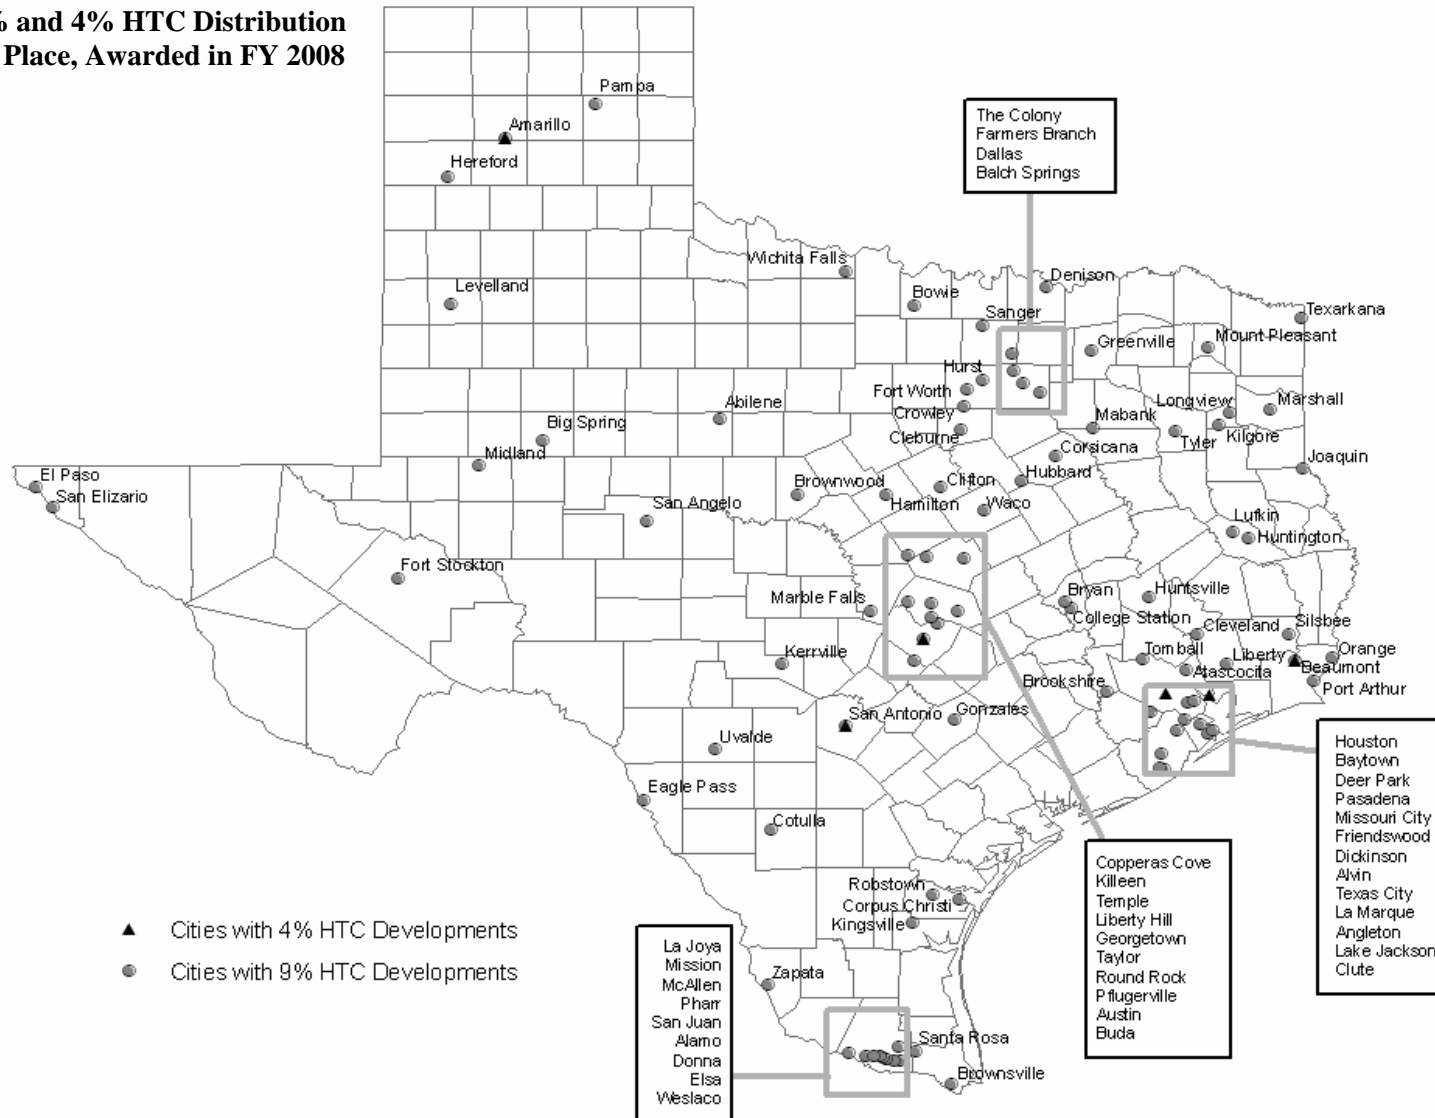 % and 4% HTC Distribution
Place, Awarded in FY 2008
Pampa
Amarillo
Hereford
The Colony
Farmers Branch
Dallas
Balch Springs
Wichita Falls
Denison
Levelland
Bowie
Sanger
Texarkana
Greenville
Mount Pleasant
Hurst
Fort Worth
Abilene
Crowley
Longview
Marshall
Big Spring
Mabank
Cleburne
Tyler
Kilgore
Midland
Corsicana
Joaquin
El Paso
San Elizario
Brownwood
Clifton
Hubbard
San Angelo
Hamilton
Waco
Lufkin
Huntington
Fort Stockton
Marble Falls
Bryan
Huntsville
College Station
Cleveland
Silsbee
Kerrville
Tomball
Liberty
Orange
Atascocita
Beaumont
Brookshire
Port Arthur
San Antonio
Gonzales
Uvalde
Houston
Baytown
Deer Park
Pasadena
Missouri City
Friendswood
Dickinson
Alvin
Texas City
La Marque
Angleton
Lake Jackson
Clute
Eagle Pass
Cotulla
Copperas Cove
Killeen
Temple
Liberty Hill
Georgetown
Taylor
Round Rock
Pflugerville
Austin
Buda
Robstown
Corpus Christi
Kingsville
Cities with 4% HTC Developments
Cities with 9% HTC Developments
La Joya
Mission
McAllen
Pharr
San Juan
Alamo
Donna
Elsa
Weslaco
Zapata
Santa Rosa
Brownsville